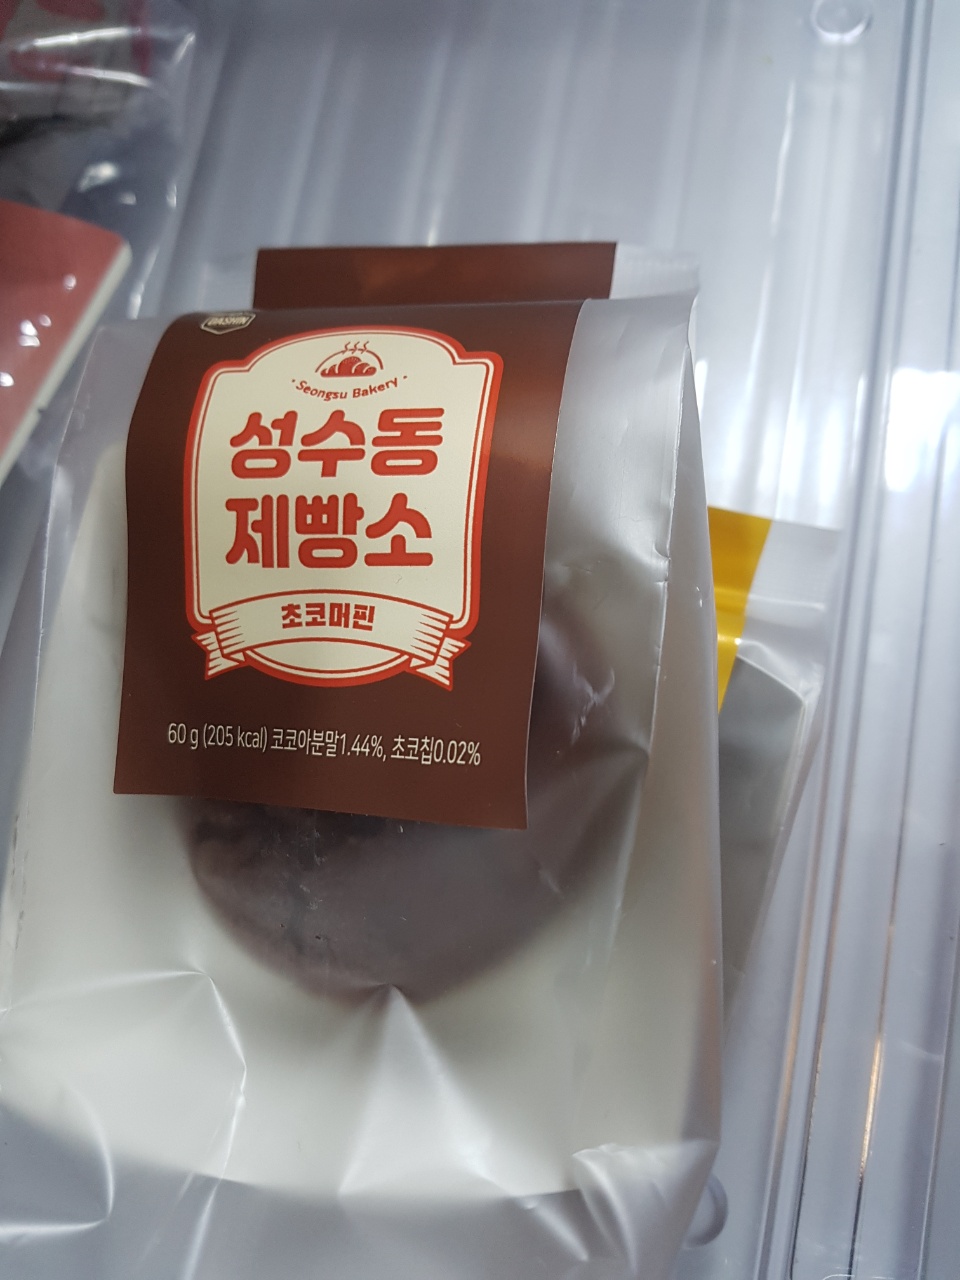 DASHIN
Seongsu Bakery
성수동
제빵소
초코머핀
60 g (205 kcal) 코코아분말1.44%, 초코칩0.02%